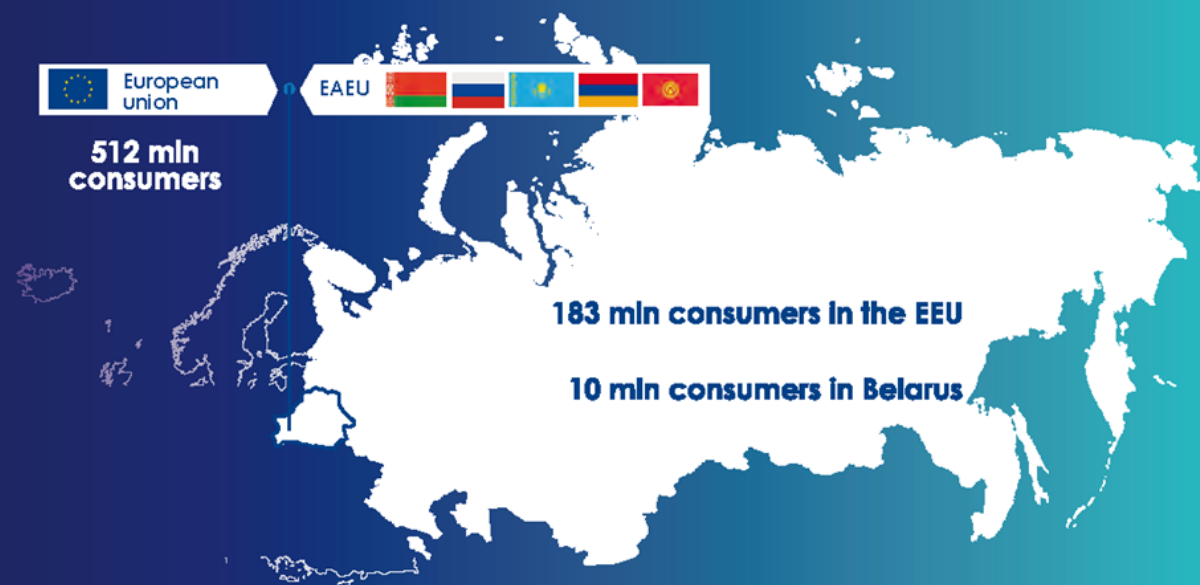 European
union
EAEU
512 mln
consumers
183 mln consumers in the EEU
10 mln consumers in Belarus